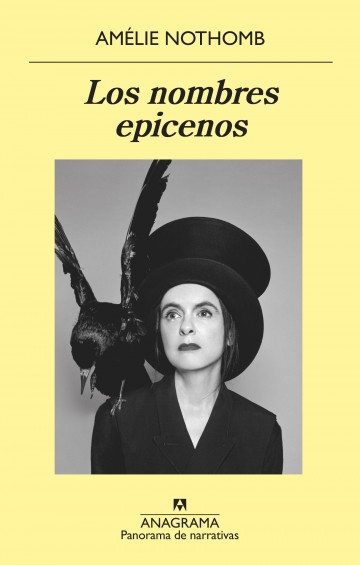 AMÉLIE NOTHOMB
Los nombres
epicenos
ANAGRAMA
Panorama de narrativas